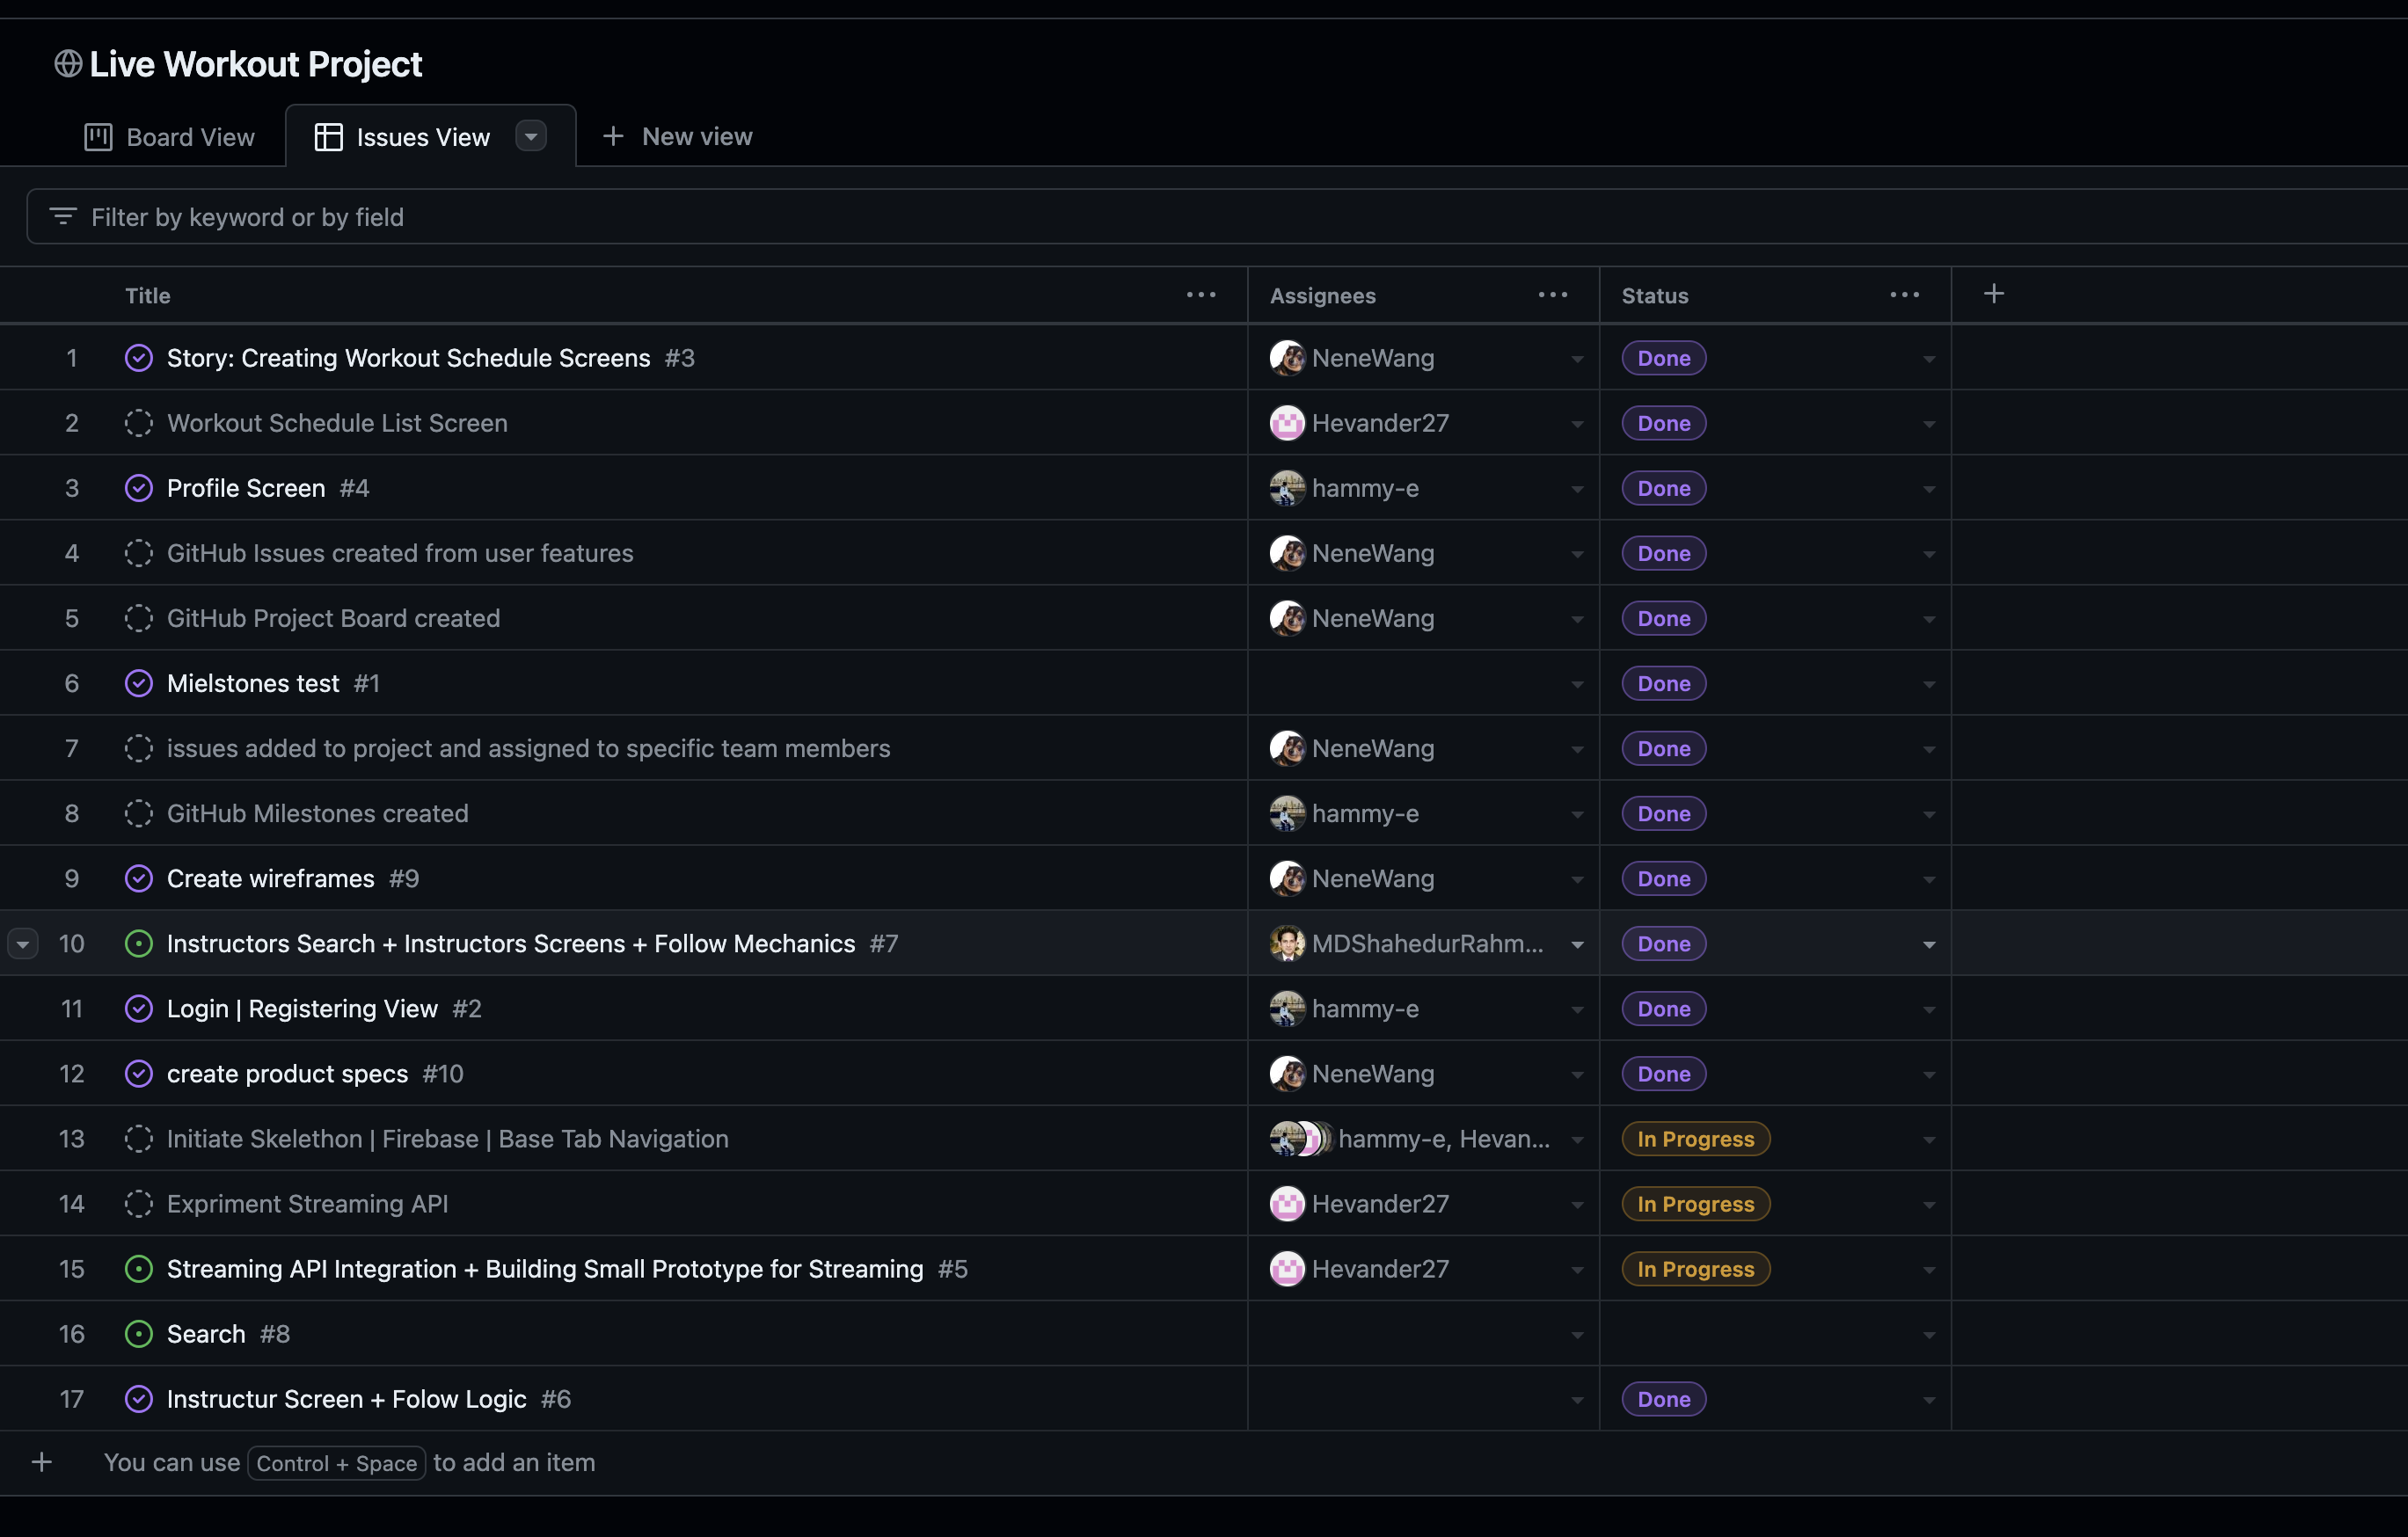 Live Workout Project
Board View Issues View New view
Filter by keyword or by field
Title Assignees Status
1 Story: Creating Workout Schedule Screens #3 NeneWang Done
2 Workout Schedule List Screen Hevander27 Done
3 Profile Screen #4 hammy-e Done
4 GitHub Issues created from user features NeneWang Done
5 GitHub Project Board created NeneWang Done
6 Mielstones test #1 Done
7 issues added to project and assigned to specific team members NeneWang Done
8 GitHub Milestones created hammy-e Done
9 Create wireframes #9 NeneWang Done
10 Instructors Search + Instructors Screens + Follow Mechanics #7 MDShahedurRahm... Done
11 Login | Registering View #2 hammy-e Done
12 create product specs #10 NeneWang Done
13 Initiate Skelethon | Firebase | Base Tab Navigation hammy-e, Hevan... In Progress
14 Expriment Streaming API Hevander27 In Progress
15 Streaming API Integration + Building Small Prototype for Streaming #5 Hevander27 In Progress
16 Search #8
17 Instructur Screen + Folow Logic #6 Done
You can use Control + Space to add an item